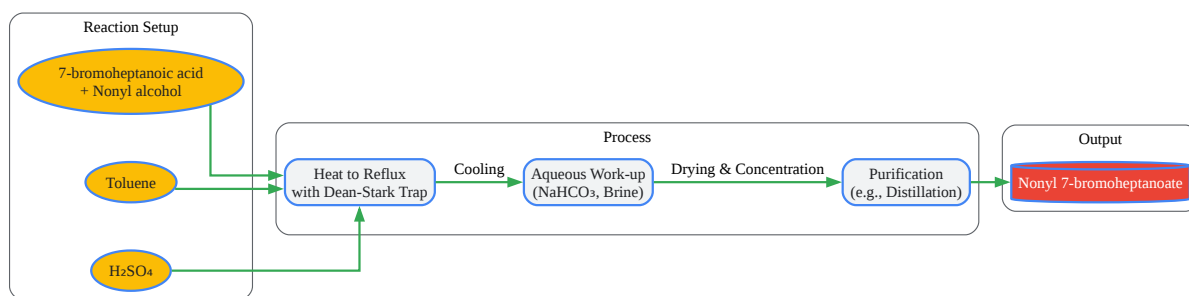 Reaction Setup
7-bromoheptanoic acid
+ Nonyl alcohol
Toluene
H₂SO₄
Process
Heat to Reflux
with Dean-Stark Trap
Cooling
Aqueous Work-up
(NaHCO₃, Brine)
Drying & Concentration
Purification
(e.g., Distillation)
Output
Nonyl 7-bromoheptanoate